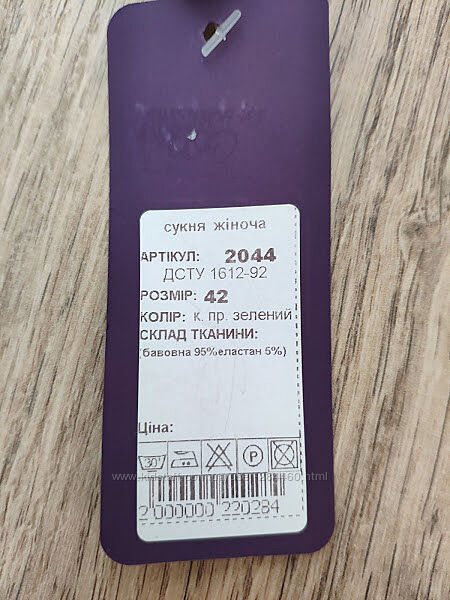 сукня жіноча
АРТІКУЛ: 2044
ДСТУ 1612-92
РОЗМІР: 42
КОЛІР: к. пр. зелений
СКЛАД ТКАНИНИ:
(бавовна 95%еластан 5%)
Ціна:
30° P
2 000000 220284